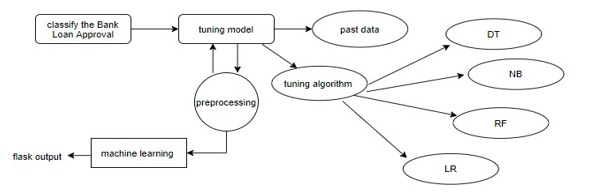 classify the Bank
Loan Approval
tuning model
past data
DT
tuning algorithm
NB
preprocessing
RF
machine learning
flask output
LR